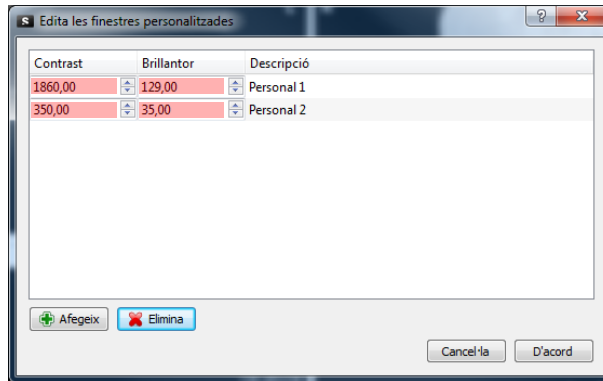 S Edita les finestres personalitzades ?
Contrast Brillantor Descripció
1860,00 129,00 Personal 1
350,00 35,00 Personal 2
Afegeix Elimina
Cancel·la D'acord